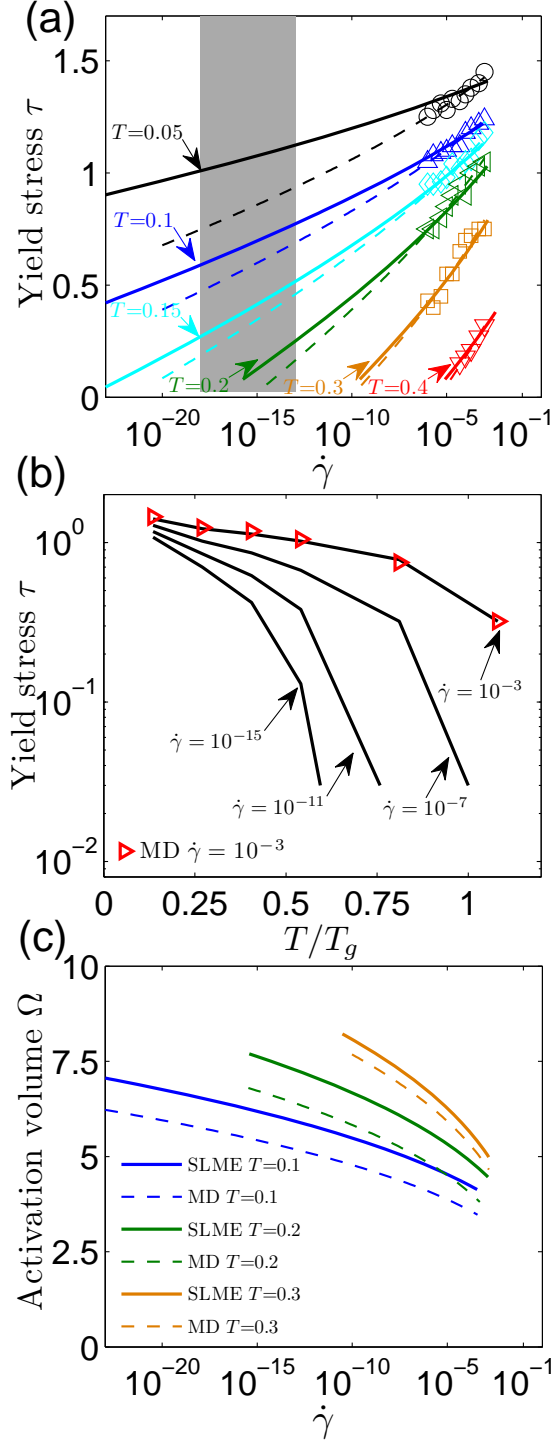 (a)
Yield stress τ
1.5
1
0.5
0
T=0.05
T=0.1
T=0.15
T=0.2
T=0.3
T=0.4
10⁻²⁰ 10⁻¹⁵ 10⁻¹⁰ 10⁻⁵ 10⁻¹
γ̇
(b)
Yield stress τ
10⁰
10⁻¹
10⁻²
γ̇ = 10⁻³
γ̇ = 10⁻¹⁵
γ̇ = 10⁻¹¹
γ̇ = 10⁻⁷
MD γ̇ = 10⁻³
0 0.25 0.5 0.75 1
T/T_g
(c)
Activation volume Ω
10
7.5
5
2.5
0
SLME T=0.1
MD T=0.1
SLME T=0.2
MD T=0.2
SLME T=0.3
MD T=0.3
10⁻²⁰ 10⁻¹⁵ 10⁻¹⁰ 10⁻⁵ 10⁻¹
γ̇